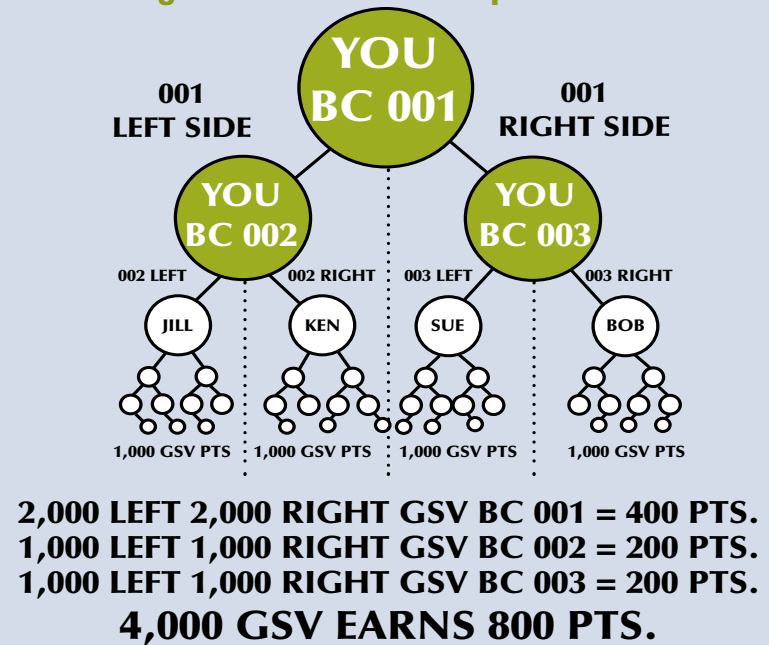 YOU
BC 001
001
LEFT SIDE
001
RIGHT SIDE
YOU
BC 002
YOU
BC 003
002 LEFT
002 RIGHT
003 LEFT
003 RIGHT
JILL
KEN
SUE
BOB
1,000 GSV PTS
1,000 GSV PTS
1,000 GSV PTS
1,000 GSV PTS
2,000 LEFT 2,000 RIGHT GSV BC 001 = 400 PTS.
1,000 LEFT 1,000 RIGHT GSV BC 002 = 200 PTS.
1,000 LEFT 1,000 RIGHT GSV BC 003 = 200 PTS.
4,000 GSV EARNS 800 PTS.